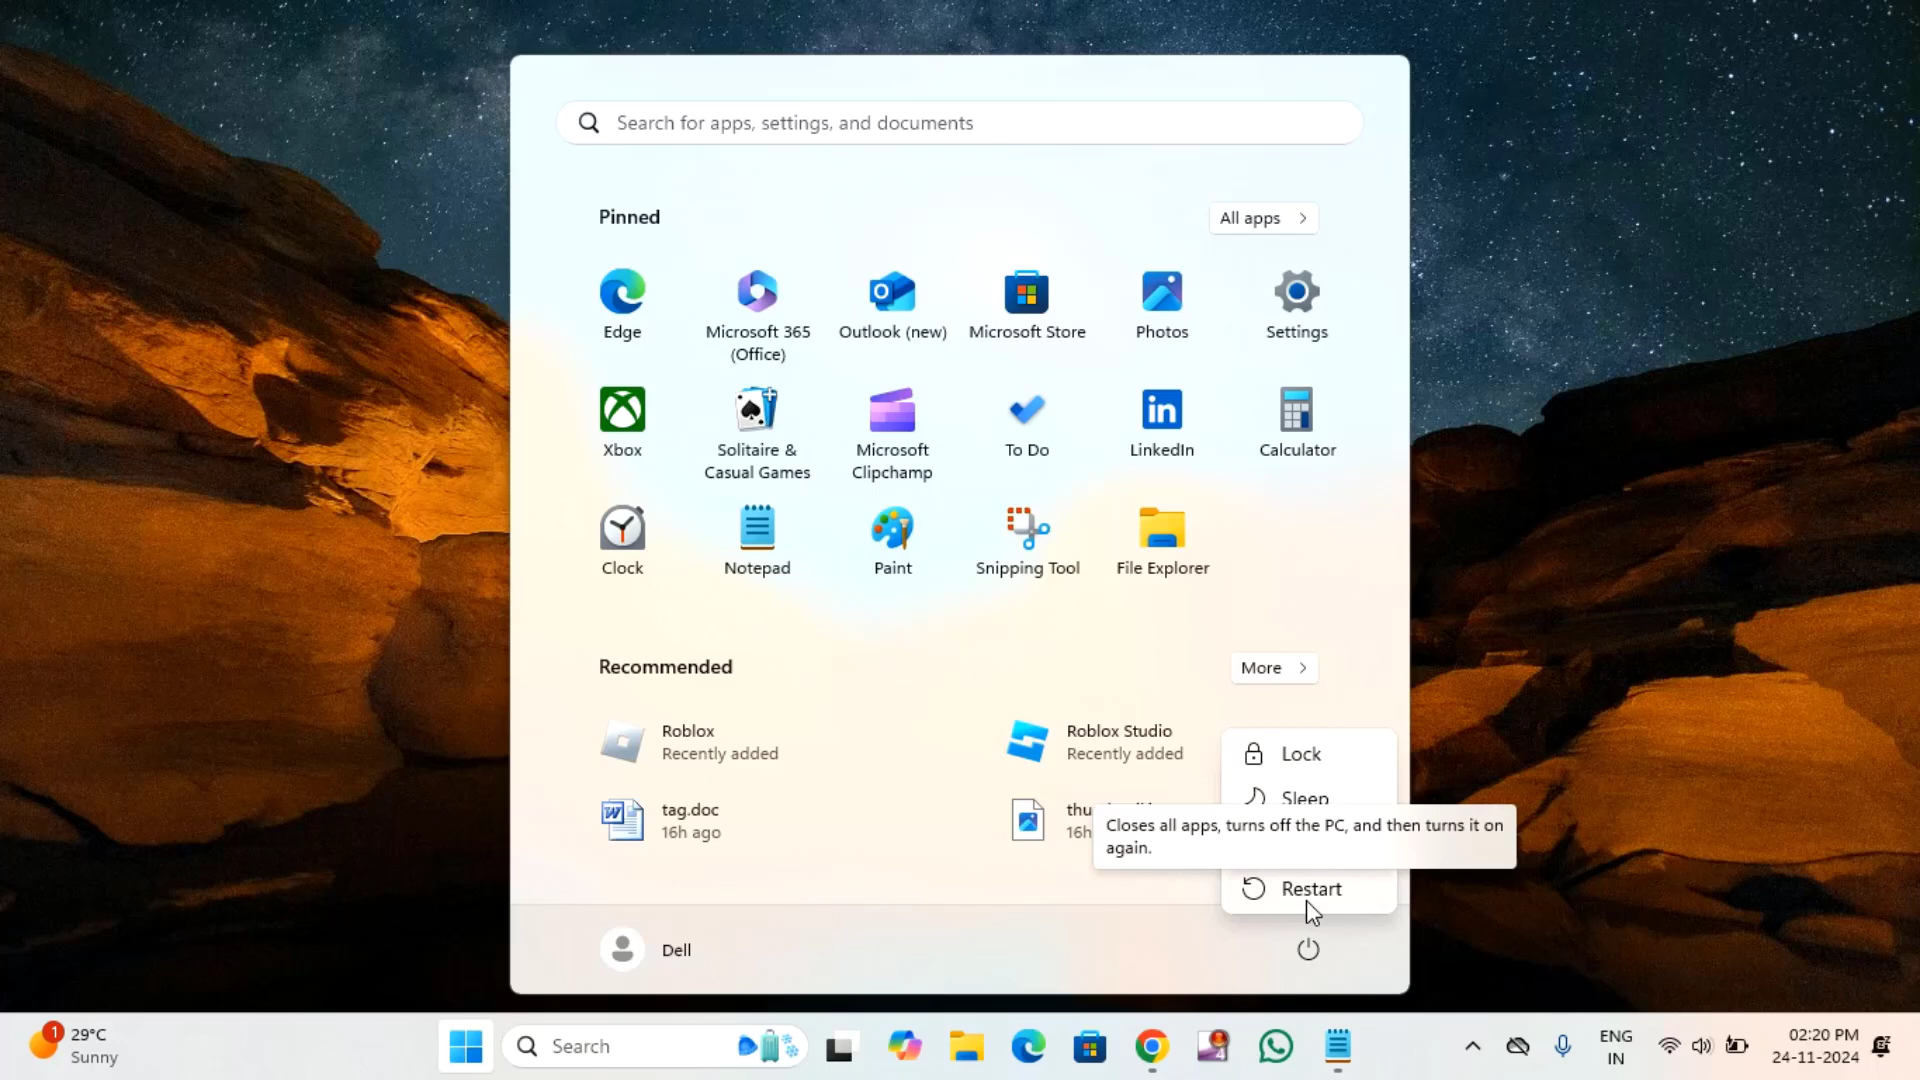 Search for apps, settings, and documents
Pinned
All apps
Edge
Microsoft 365
(Office)
Outlook (new)
Microsoft Store
Photos
Settings
Xbox
Solitaire &
Casual Games
Microsoft
Clipchamp
To Do
LinkedIn
Calculator
Clock
Notepad
Paint
Snipping Tool
File Explorer
Recommended
More
Roblox
Recently added
Roblox Studio
Recently added
tag.doc
16h ago
16h
Lock
Sleep
Closes all apps, turns off the PC, and then turns it on
again.
Restart
Dell
1
29°C
Sunny
Search
4
ENG
IN
02:20 PM
24-11-2024